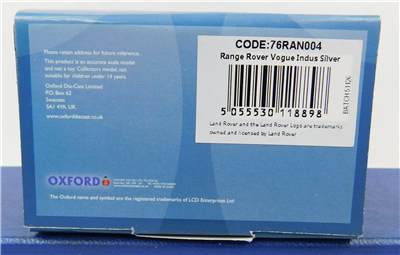 Please retain address for future reference.
This product is an accurate scale model
and not a toy. Collectors model, not
suitable for children under 14 years.
Oxford Die-Cast Limited
PO Box 62
Swansea
SA1 4YA UK
www.oxforddiecast.co.uk
OXFORD
The Oxford name and symbol are the registered trademarks of LCD Enterprises Ltd
CODE:76RAN004
Range Rover Vogue Indus Silver
5 055530 118898
BATCH51D6
Land Rover and the Land Rover Logo are trademarks
owned and licensed by Land Rover